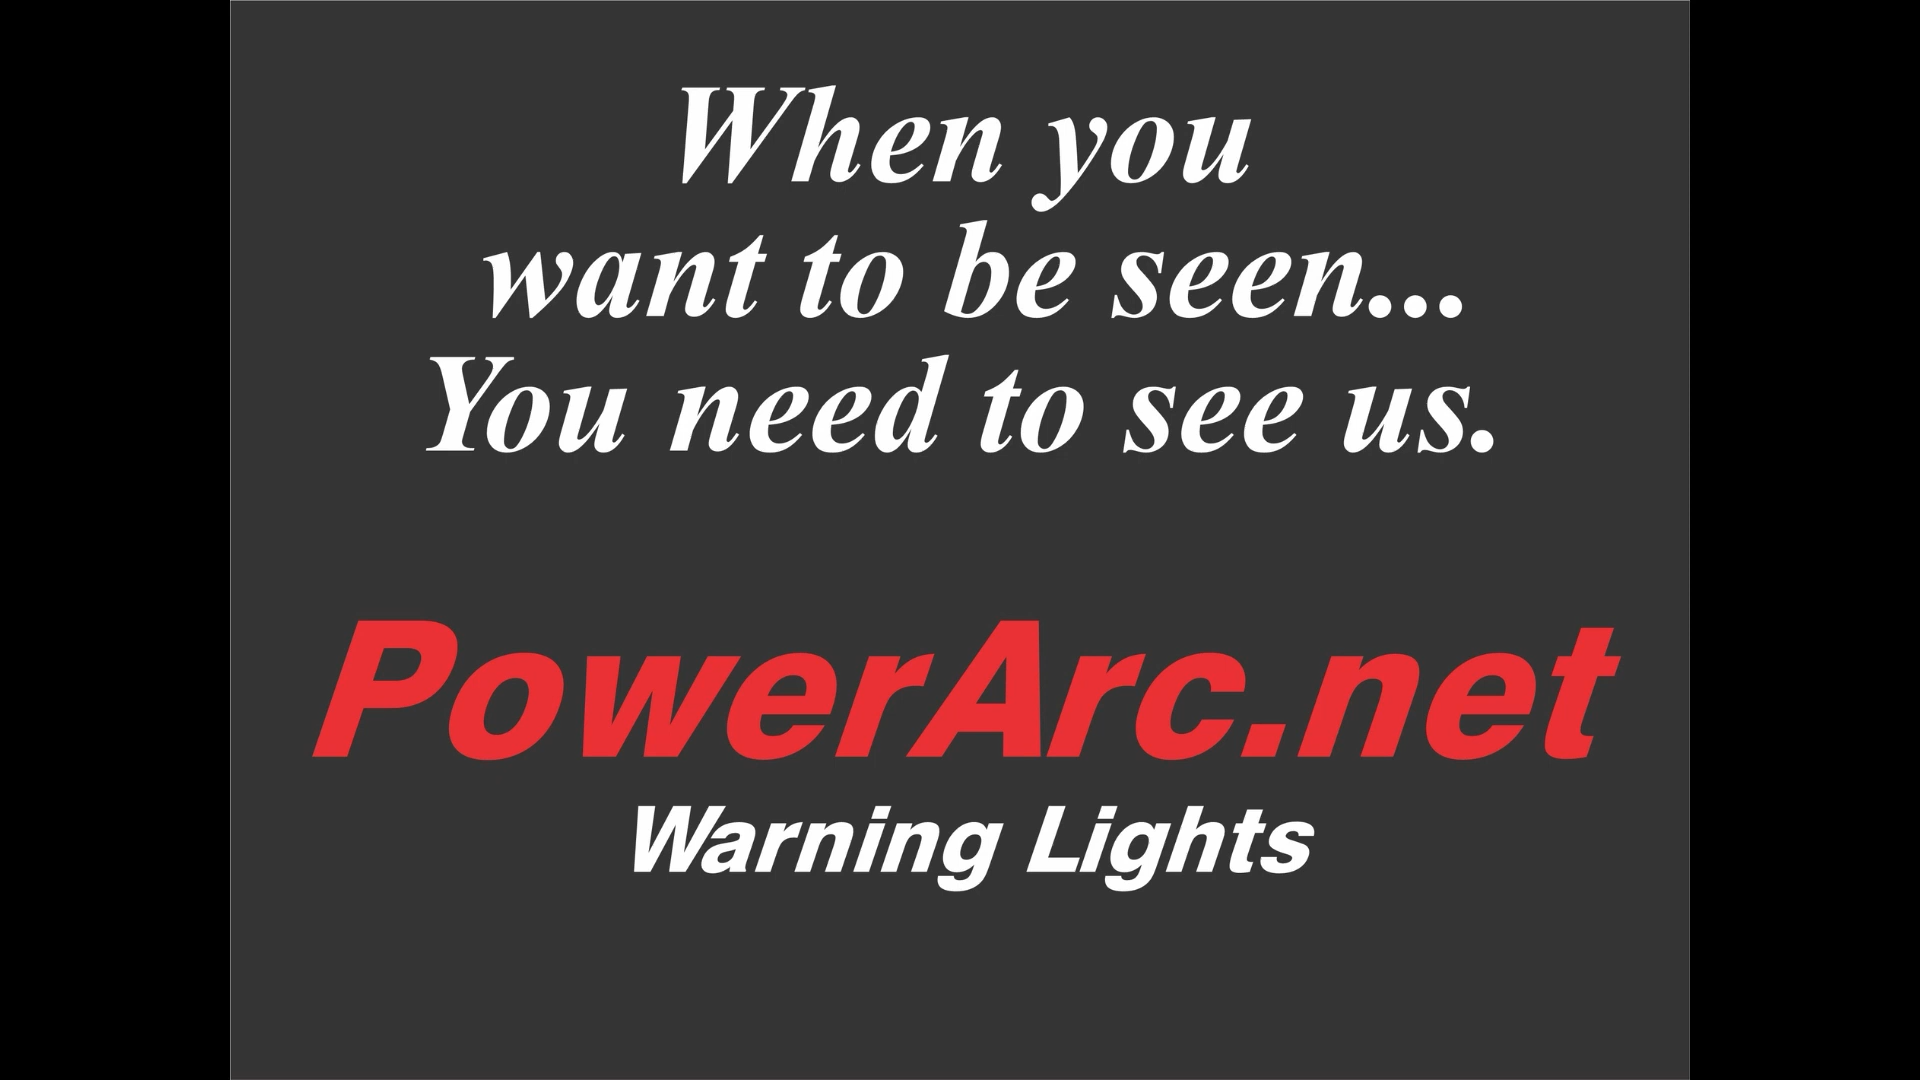 When you
want to be seen...
You need to see us.
PowerArc.net
Warning Lights